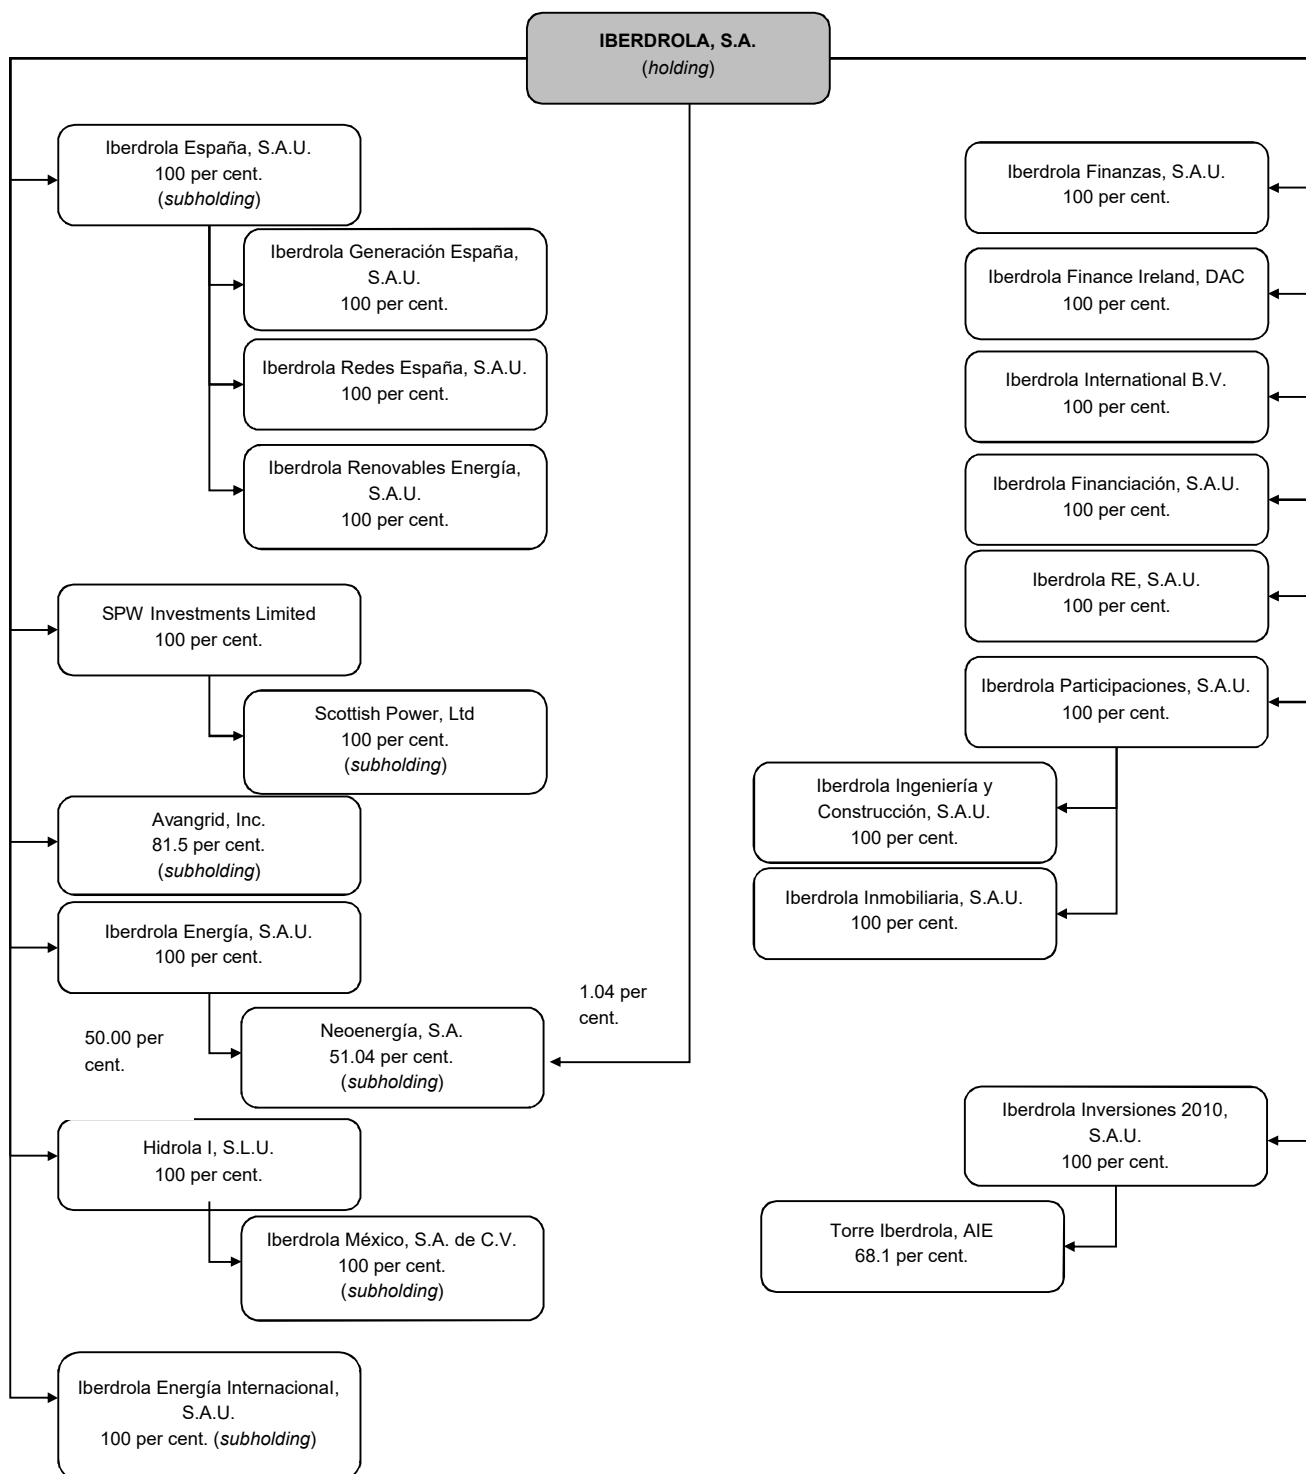 IBERDROLA, S.A.
(holding)
Iberdrola España, S.A.U.
100 per cent.
(subholding)
Iberdrola Generación España,
S.A.U.
100 per cent.
Iberdrola Redes España, S.A.U.
100 per cent.
Iberdrola Renovables Energía,
S.A.U.
100 per cent.
SPW Investments Limited
100 per cent.
Scottish Power, Ltd
100 per cent.
(subholding)
Avangrid, Inc.
81.5 per cent.
(subholding)
Iberdrola Energía, S.A.U.
100 per cent.
50.00 per
cent.
Neoenergía, S.A.
51.04 per cent.
(subholding)
1.04 per
cent.
Hidrola I, S.L.U.
100 per cent.
Iberdrola México, S.A. de C.V.
100 per cent.
(subholding)
Iberdrola Energía Internacional,
S.A.U.
100 per cent. (subholding)
Iberdrola Finanzas, S.A.U.
100 per cent.
Iberdrola Finance Ireland, DAC
100 per cent.
Iberdrola International B.V.
100 per cent.
Iberdrola Financiación, S.A.U.
100 per cent.
Iberdrola RE, S.A.U.
100 per cent.
Iberdrola Participaciones, S.A.U.
100 per cent.
Iberdrola Ingeniería y
Construcción, S.A.U.
100 per cent.
Iberdrola Inmobiliaria, S.A.U.
100 per cent.
Iberdrola Inversiones 2010,
S.A.U.
100 per cent.
Torre Iberdrola, AIE
68.1 per cent.